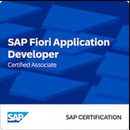 SAP Fiori Application
Developer
Certified Associate
SAP
SAP CERTIFICATION